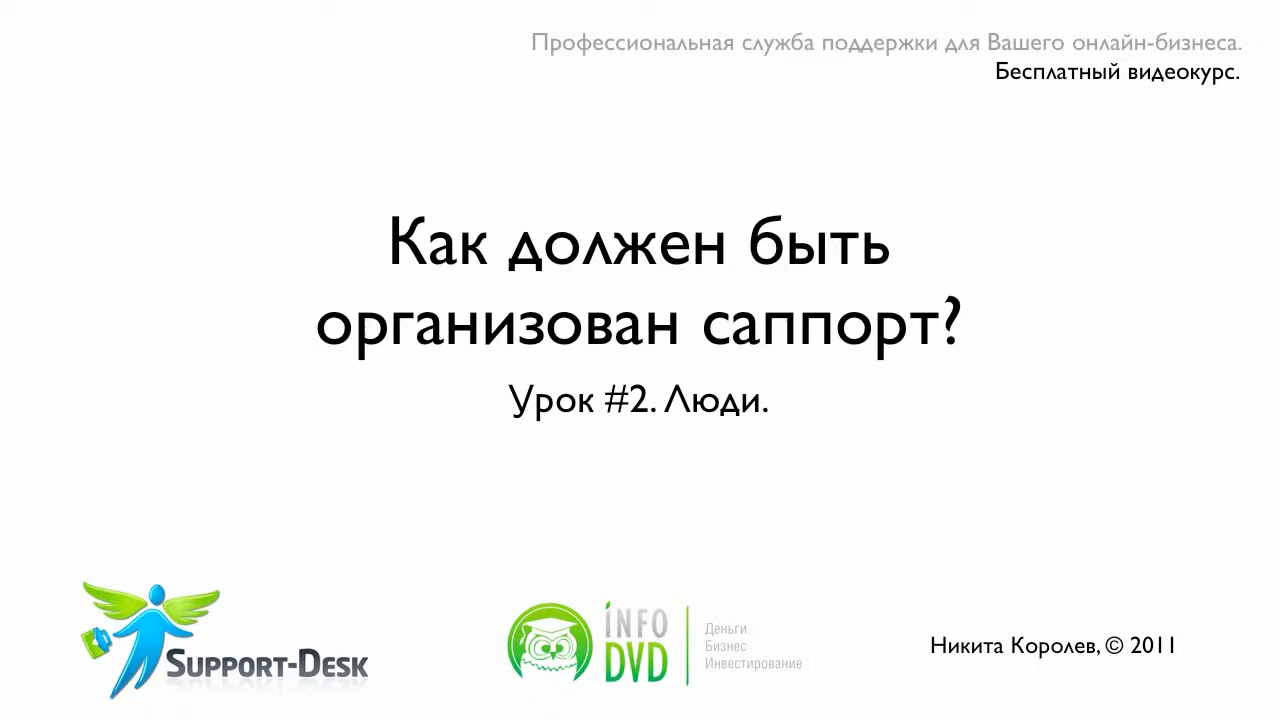 Профессиональная служба поддержки для Вашего онлайн-бизнеса.
Бесплатный видеокурс.
Как должен быть
организован саппорт?
Урок #2. Люди.
SUPPORT-DESK
iNFO
DVD
Деньги
Бизнес
Инвестирование
Никита Королев, © 2011